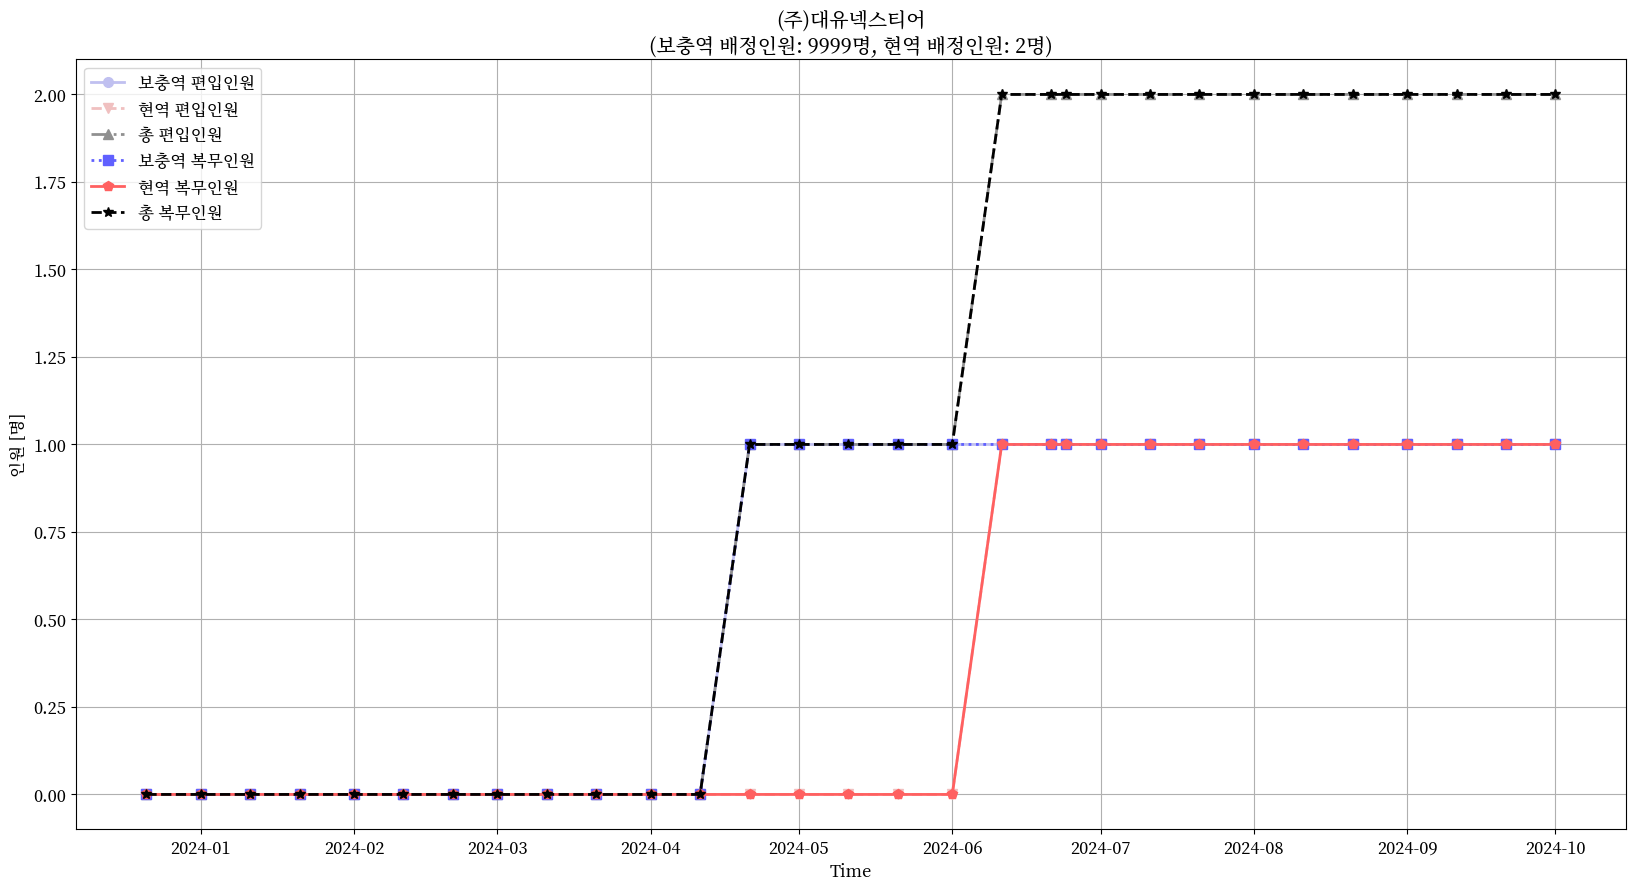 (주)대유넥스티어
(보충역 배정인원: 9999명, 현역 배정인원: 2명)
보충역 편입인원
현역 편입인원
총 편입인원
보충역 복무인원
현역 복무인원
총 복무인원
인원 [명]
2.00
1.75
1.50
1.25
1.00
0.75
0.50
0.25
0.00
2024-01 2024-02 2024-03 2024-04 2024-05 2024-06 2024-07 2024-08 2024-09 2024-10
Time